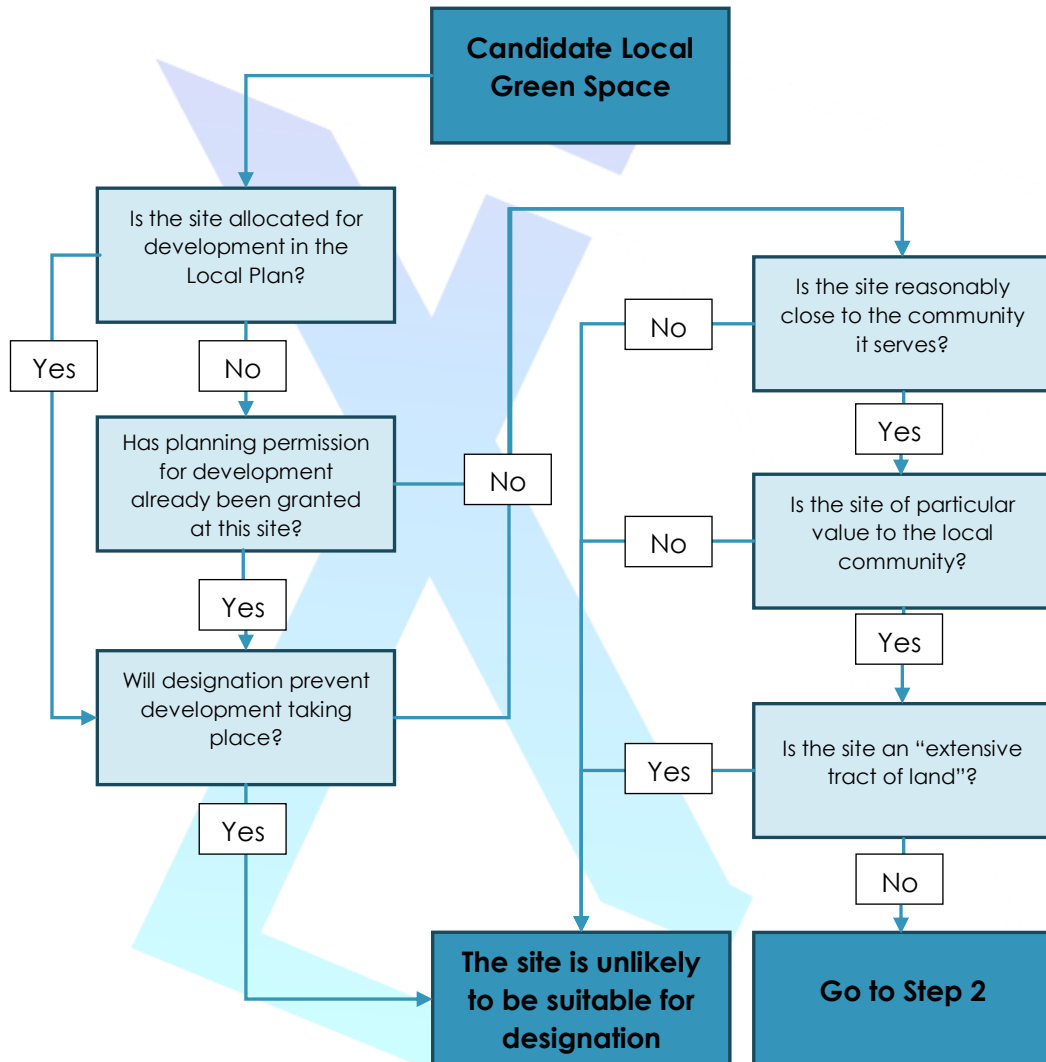 Candidate Local
Green Space
Is the site allocated for
development in the
Local Plan?
Yes
No
Has planning permission
for development
already been granted
at this site?
No
Yes
Will designation prevent
development taking
place?
Yes
Is the site reasonably
close to the community
it serves?
No
Yes
Is the site of particular
value to the local
community?
No
Yes
Is the site an “extensive
tract of land”?
Yes
No
The site is unlikely
to be suitable for
designation
Go to Step 2